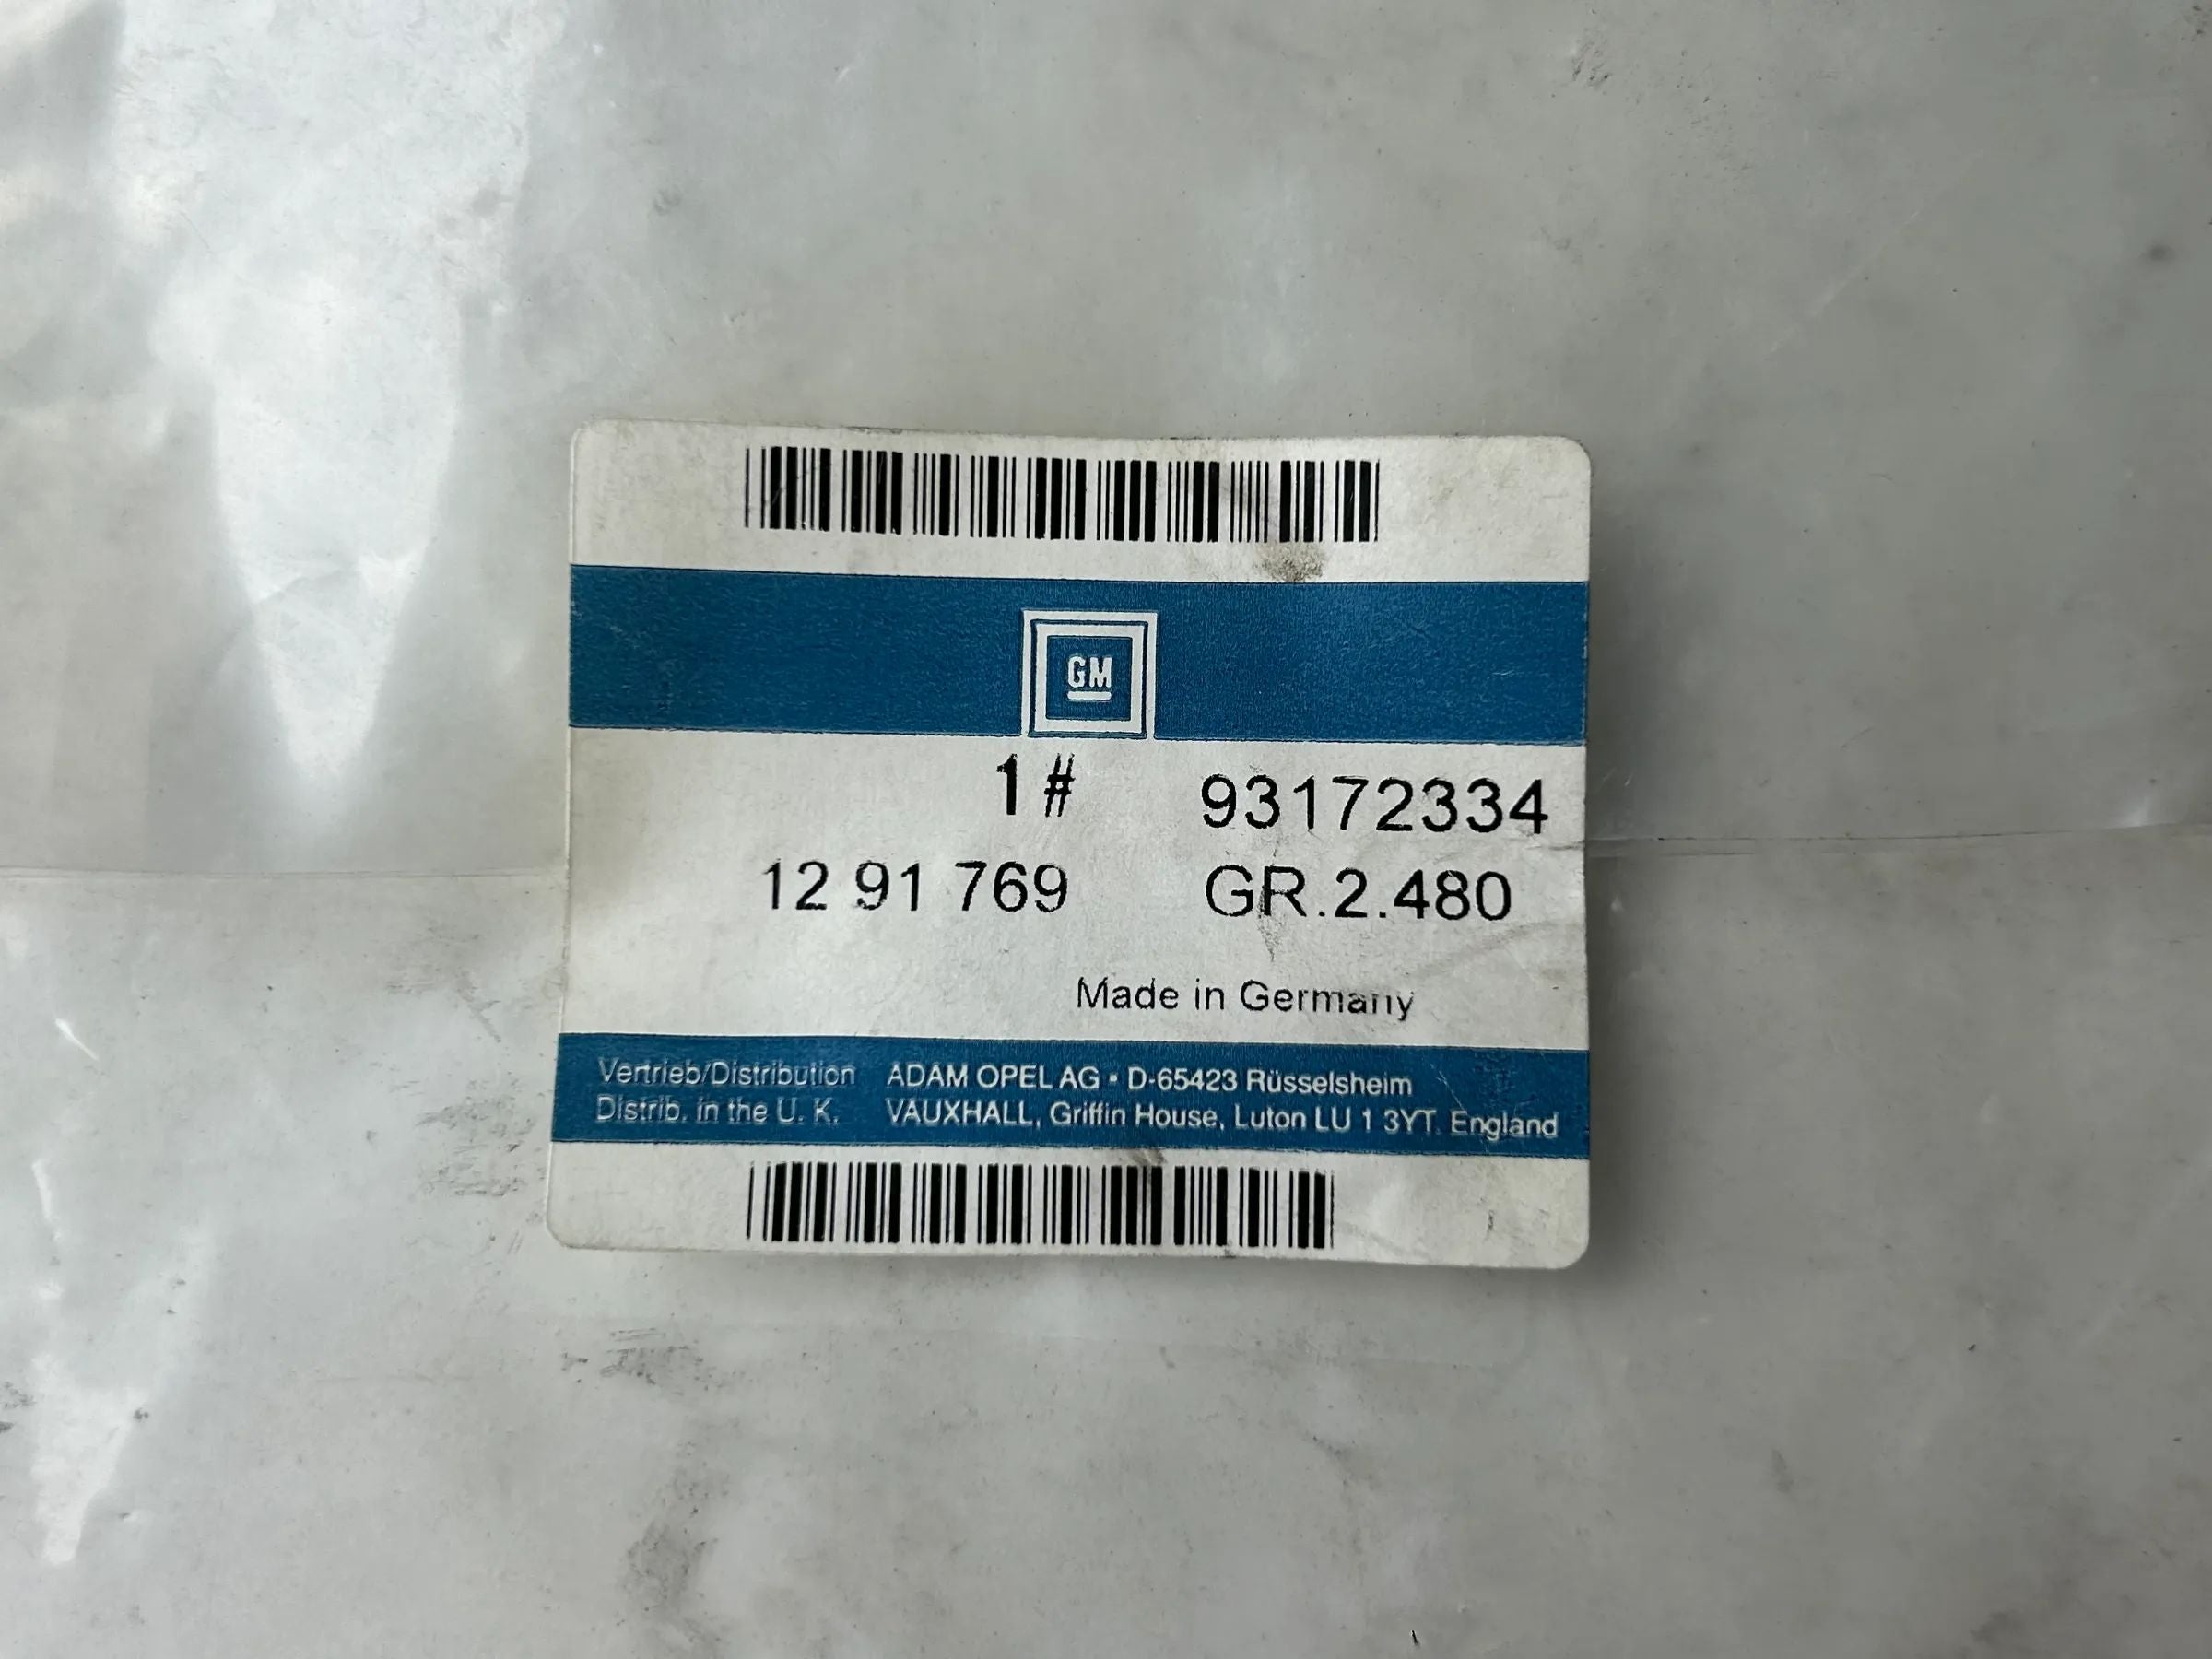 GM
1# 93172334
12 91 769 GR.2.480
Made in Germany
Vertrieb/Distribution ADAM OPEL AG · D-65423 Rüsselsheim
Distrib. in the U. K. VAUXHALL, Griffin House, Luton LU 1 3YT. England